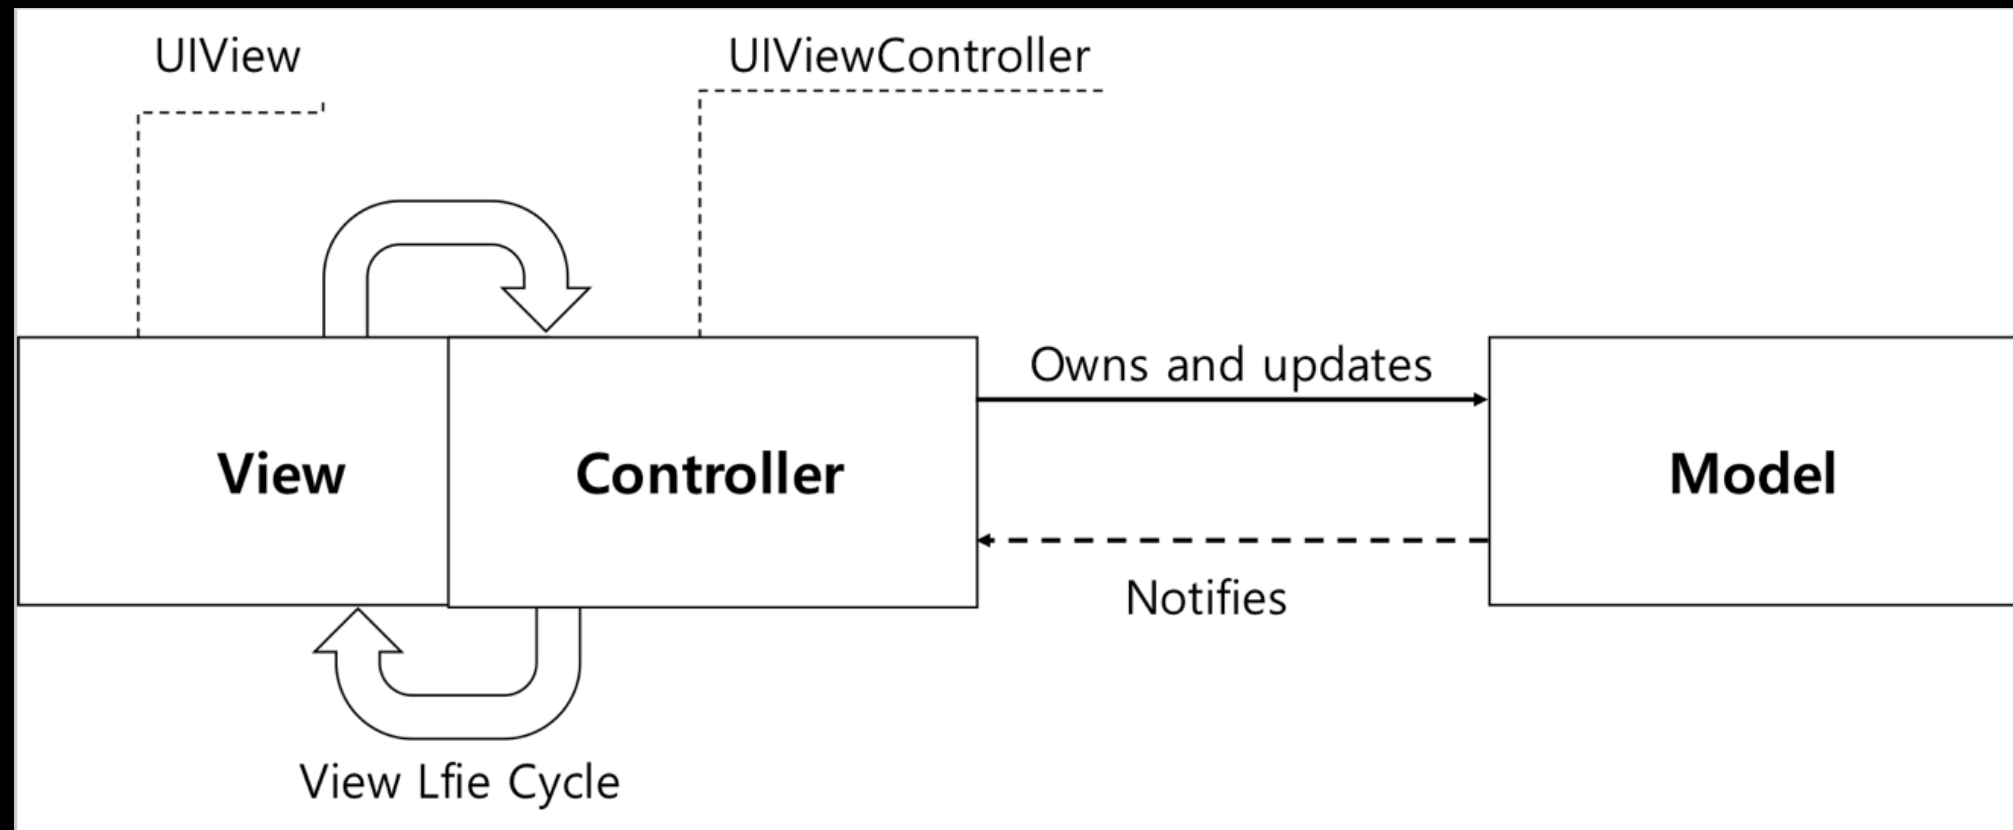 UIView
UIViewController
Owns and updates
View
Controller
Model
Notifies
View Lfie Cycle